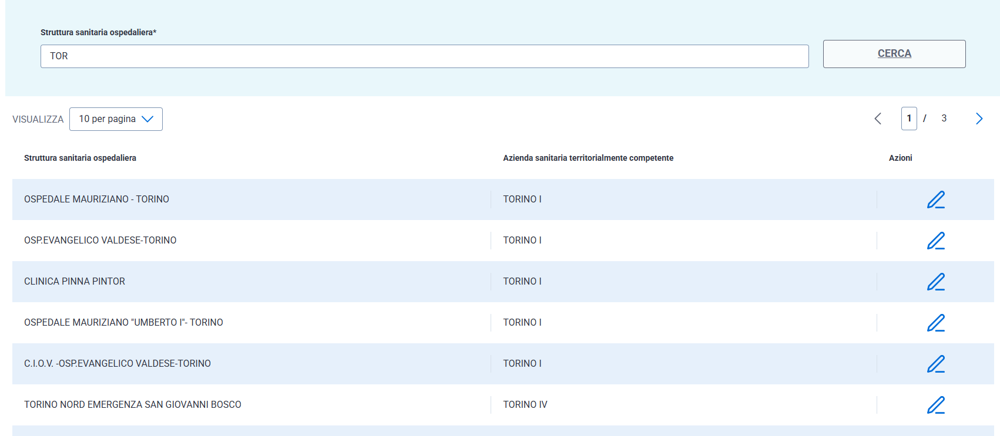 Struttura sanitaria ospedaliera*
TOR
CERCA
VISUALIZZA 10 per pagina 1 / 3
Struttura sanitaria ospedaliera Azienda sanitaria territorialmente competente Azioni
OSPEDALE MAURIZIANO - TORINO TORINO I
OSP.EVANGELICO VALDESE-TORINO TORINO I
CLINICA PINNA PINTOR TORINO I
OSPEDALE MAURIZIANO "UMBERTO I"- TORINO TORINO I
C.I.O.V. -OSP.EVANGELICO VALDESE-TORINO TORINO I
TORINO NORD EMERGENZA SAN GIOVANNI BOSCO TORINO IV